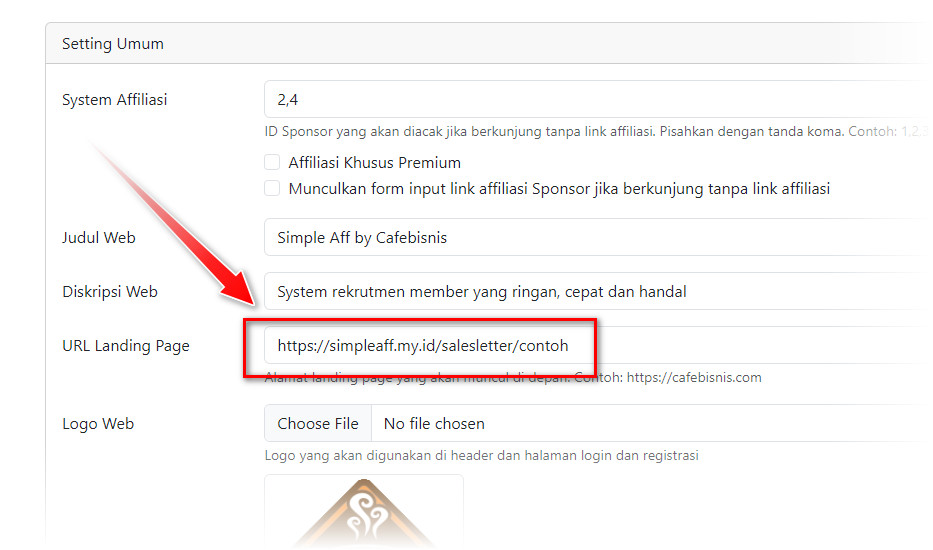 Setting Umum
System Affiliasi
2,4
ID Sponsor yang akan diacak jika berkunjung tanpa link affiliasi. Pisahkan dengan tanda koma. Contoh: 1,2,3
Affiliasi Khusus Premium
Munculkan form input link affiliasi Sponsor jika berkunjung tanpa link affiliasi
Judul Web
Simple Aff by Cafebisnis
Diskripsi Web
System rekrutmen member yang ringan, cepat dan handal
URL Landing Page
https://simpleaff.my.id/salesletter/contoh
Alamat landing page yang akan muncul di depan. Contoh: https://cafebisnis.com
Logo Web
Choose File No file chosen
Logo yang akan digunakan di header dan halaman login dan registrasi